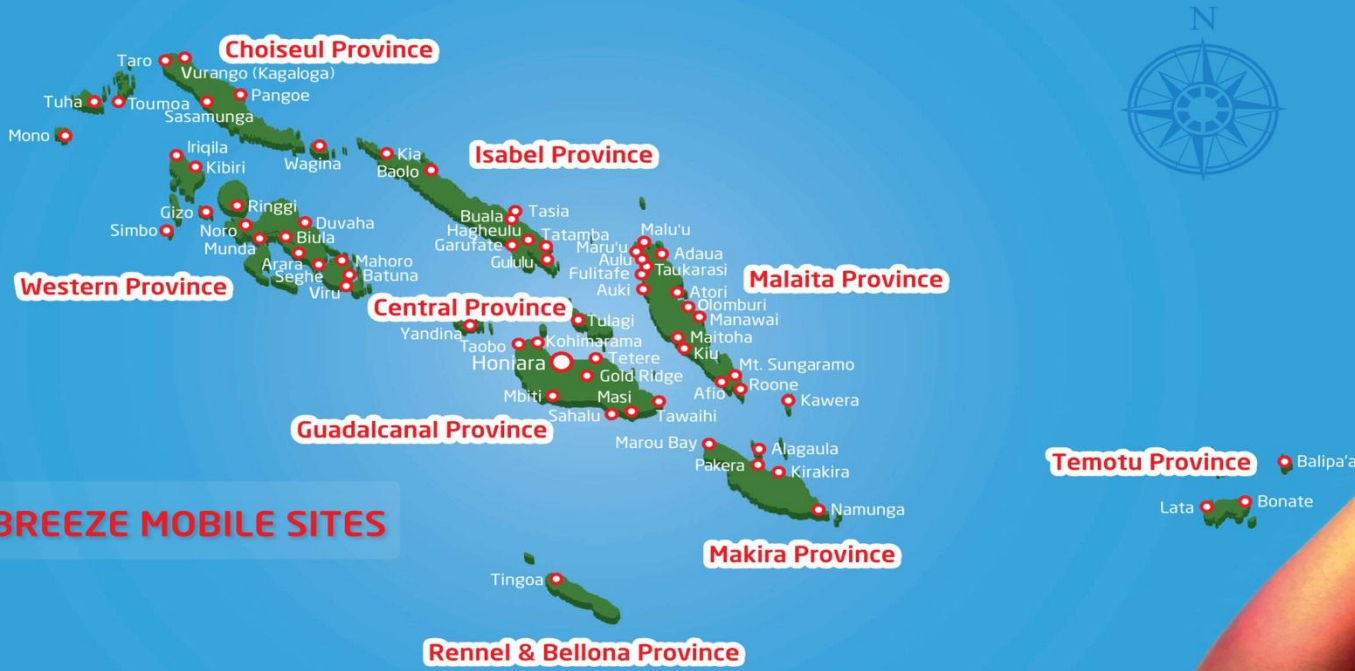 N
Choiseul Province
Taro
Vurango (Kagaloga)
Tuha
Toumoa
Pangoe
Sasamunga
Mono
Iriqila
Kibiri
Wagina
Kia
Baolo
Isabel Province
Gizo
Ringgi
Simbo
Noro
Duvaha
Munda
Biula
Arara
Mahoro
Seghe
Batuna
Viru
Western Province
Buala
Tasia
Hagheulu
Tatamba
Garufate
Gululu
Malu'u
Maru'u
Adaua
Aulu
Taukarasi
Fulitafe
Auki
Malaita Province
Atori
Olomburi
Manawai
Maitoha
Kiu
Mt. Sungaramo
Afio
Roone
Kawera
Central Province
Yandina
Tulagi
Taobo
Kohimarama
Honiara
Tetere
Gold Ridge
Mbiti
Masi
Sahalu
Tawaihi
Guadalcanal Province
Marou Bay
Alagaula
Pakera
Kirakira
Namunga
Makira Province
Temotu Province
Balipa'a
Lata
Bonate
BREEZE MOBILE SITES
Tingoa
Rennel & Bellona Province